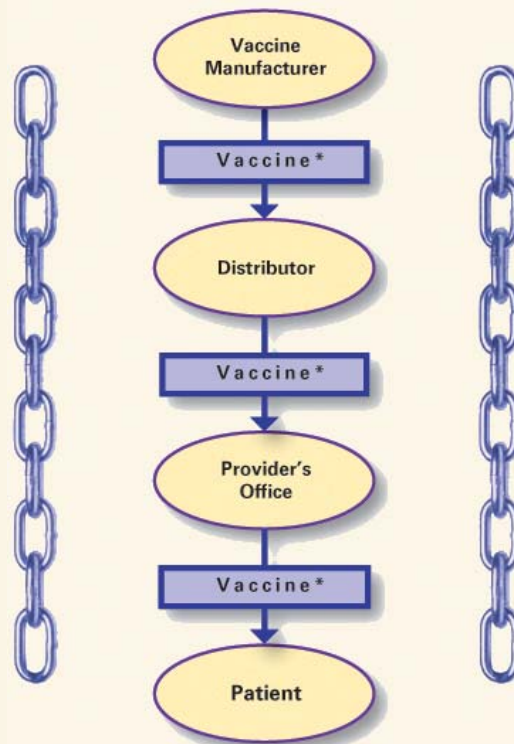 Vaccine
Manufacturer
Vaccine*
Distributor
Vaccine*
Provider's
Office
Vaccine*
Patient